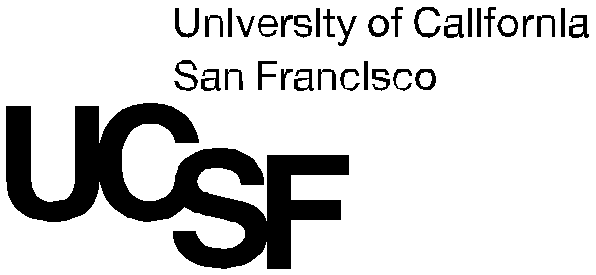 University of California
San Francisco
UCSF